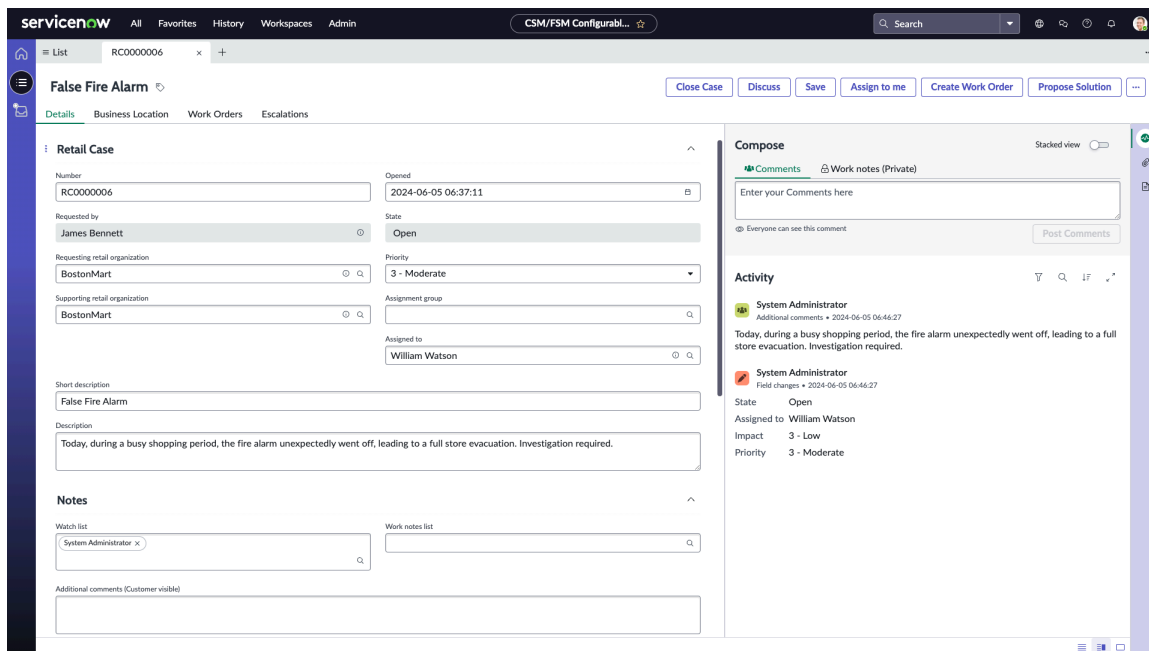 servicenow All Favorites History Workspaces Admin CSM/FSM Configurabl... Search
List RC0000006
False Fire Alarm Close Case Discuss Save Assign to me Create Work Order Propose Solution
Details Business Location Work Orders Escalations
Retail Case
Number
RC0000006
Opened
2024-06-05 06:37:11
Requested by
James Bennett
State
Open
Requesting retail organization
BostonMart
Priority
3 - Moderate
Supporting retail organization
BostonMart
Assignment group
Assigned to
William Watson
Short description
False Fire Alarm
Description
Today, during a busy shopping period, the fire alarm unexpectedly went off, leading to a full store evacuation. Investigation required.
Notes
Watch list
System Administrator
Work notes list
Additional comments (Customer visible)
Compose Stacked view
Comments Work notes (Private)
Enter your Comments here
Everyone can see this comment Post Comments
Activity
System Administrator
Additional comments • 2024-06-05 06:46:27
Today, during a busy shopping period, the fire alarm unexpectedly went off, leading to a full
store evacuation. Investigation required.
System Administrator
Field changes • 2024-06-05 06:46:27
State Open
Assigned to William Watson
Impact 3 - Low
Priority 3 - Moderate